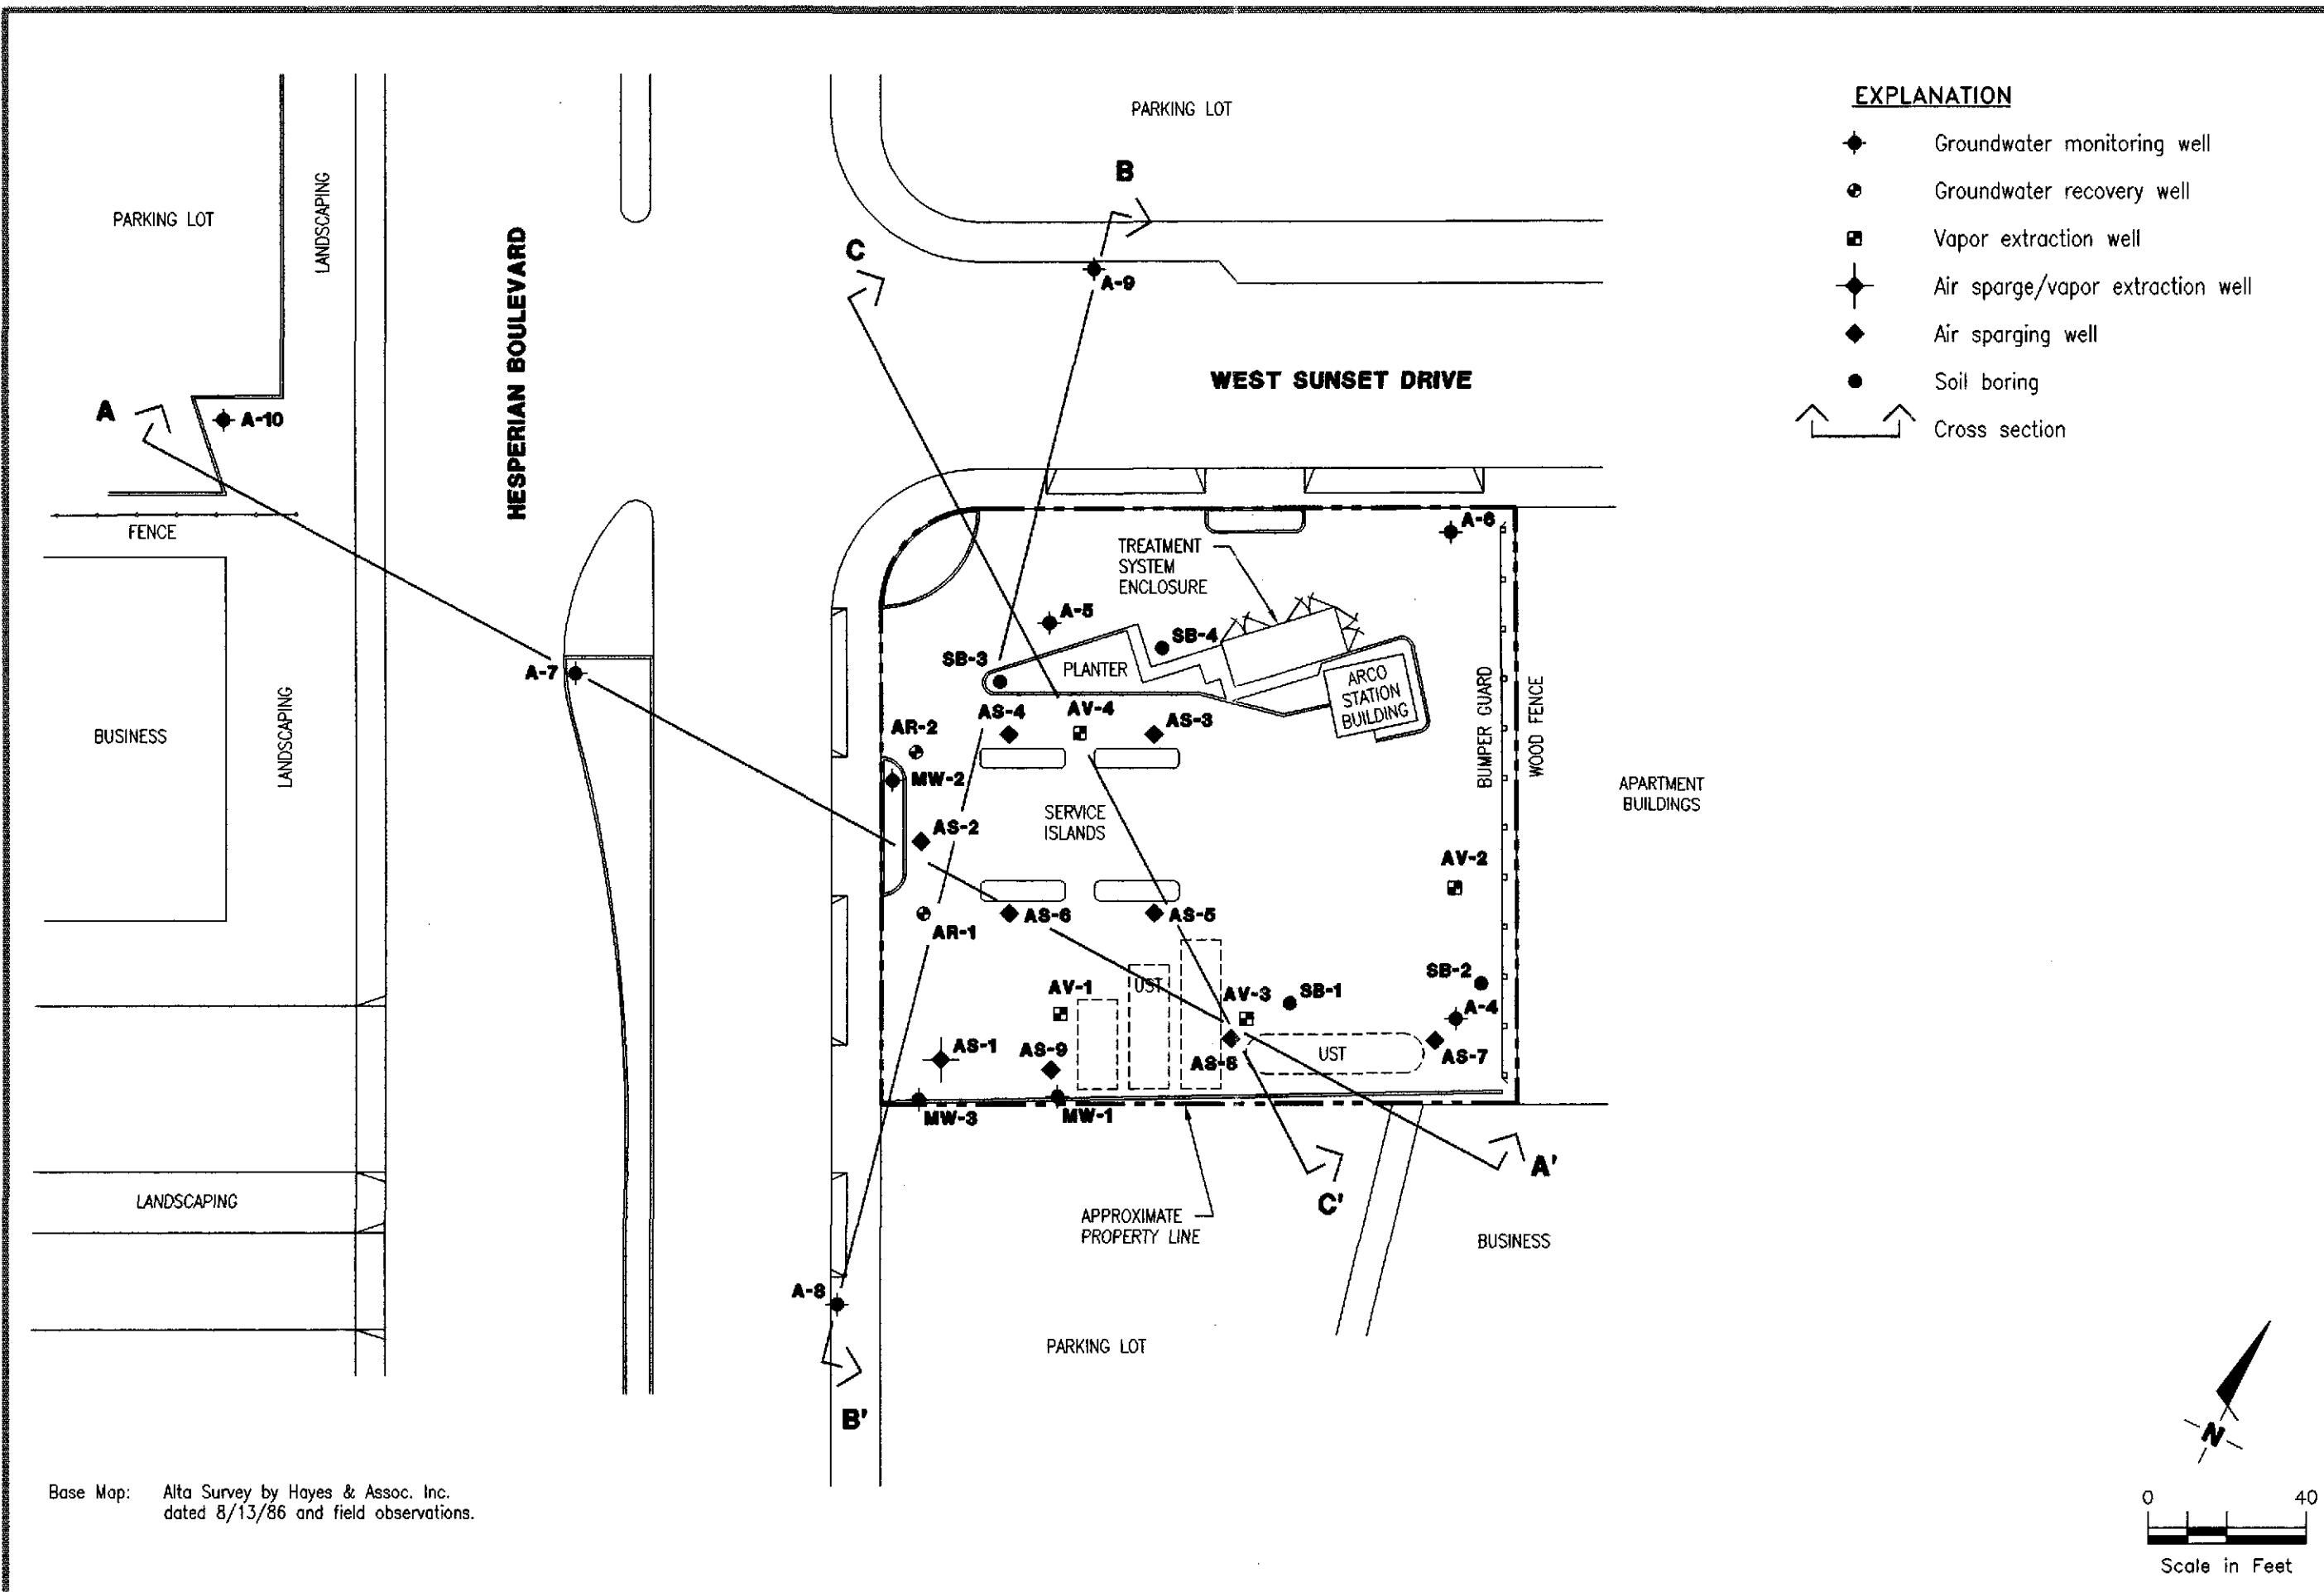 PARKING LOT
EXPLANATION
Groundwater monitoring well
Groundwater recovery well
Vapor extraction well
Air sparge/vapor extraction well
Air sparging well
Soil boring
Cross section
PARKING LOT
LANDSCAPING
HESPERIAN BOULEVARD
B
C
A-9
WEST SUNSET DRIVE
A
A-10
FENCE
A-6
TREATMENT
SYSTEM
ENCLOSURE
A-5
SB-4
SB-3
PLANTER
A-7
ARCO
STATION
BUILDING
BUMPER GUARD
WOOD FENCE
LANDSCAPING
BUSINESS
AS-4
AV-4
AS-3
AR-2
MW-2
APARTMENT
BUILDINGS
SERVICE
ISLANDS
AS-2
AV-2
AS-6
AS-5
AR-1
SB-2
AV-1
UST
AV-3
SB-1
A-4
AS-1
AS-9
AS-8
UST
AS-7
MW-3
MW-1
A'
C'
LANDSCAPING
APPROXIMATE
PROPERTY LINE
BUSINESS
A-8
PARKING LOT
B'
N
Base Map: Alta Survey by Hayes & Assoc. Inc.
dated 8/13/86 and field observations.
0 40
Scale in Feet